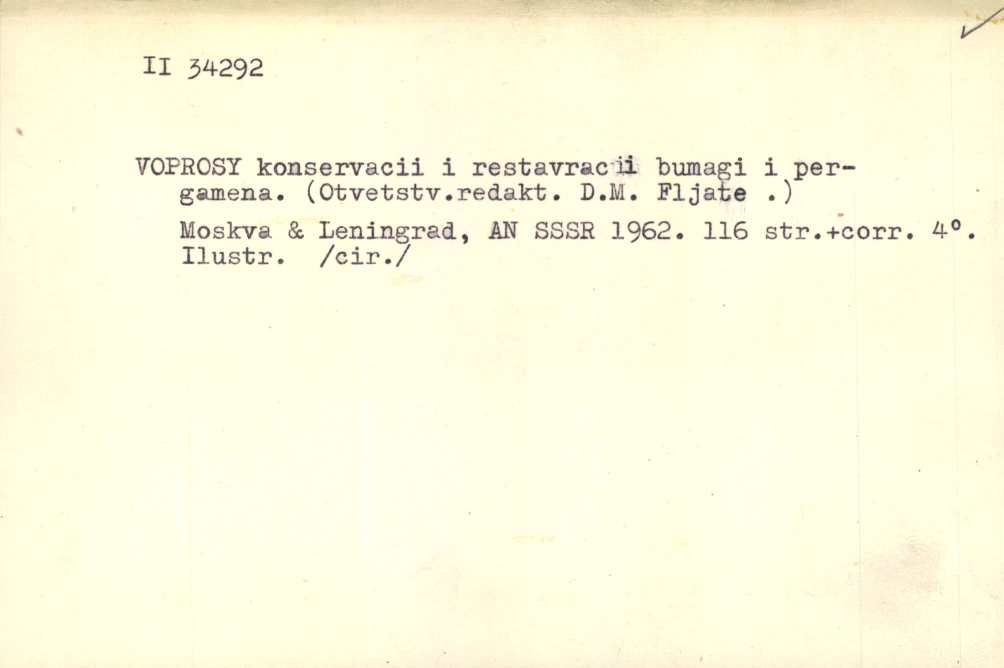 II 34292
VOPROSY konservacii i restavracii bumagi i per-
gamena. (Otvetstv.redakt. D.M. Fljate .)
Moskva & Leningrad, AN SSSR 1962. 116 str.+corr. 4°.
Ilustr. /cir./